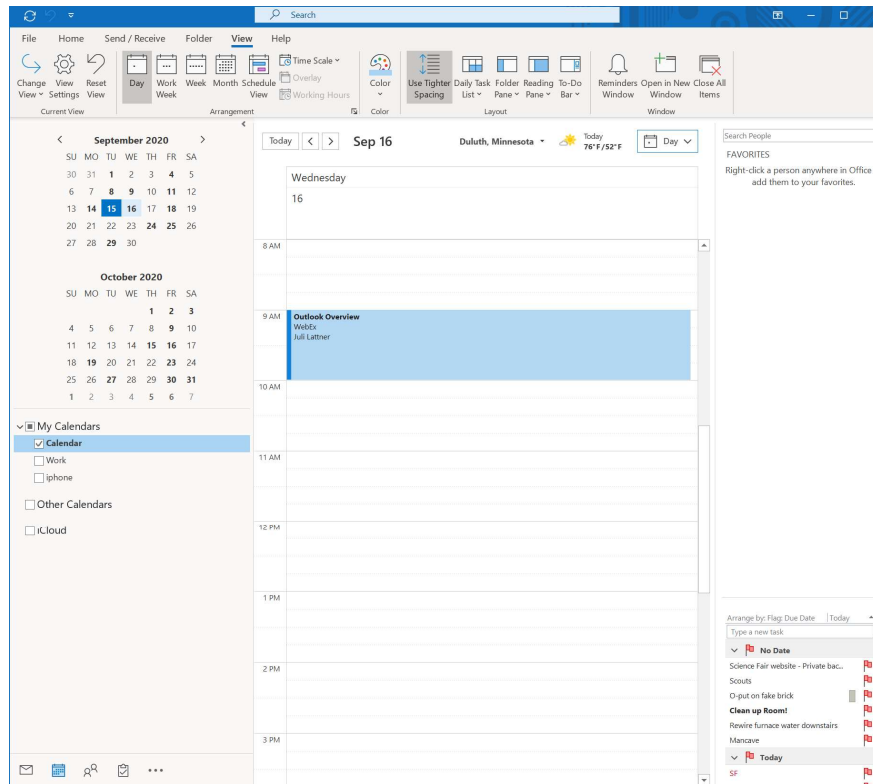 Search
File Home Send / Receive Folder View Help
Change View View Settings Reset View Day Work Week Week Month Schedule View Time Scale Overlay Working Hours Color Use Tighter Spacing Daily Task List Folder Pane Reading Pane To-Do Bar Reminders Window Open in New Window Close All Items
Current View Arrangement Color Layout Window
September 2020
SU MO TU WE TH FR SA
30 31 1 2 3 4 5
6 7 8 9 10 11 12
13 14 15 16 17 18 19
20 21 22 23 24 25 26
27 28 29 30
October 2020
SU MO TU WE TH FR SA
1 2 3
4 5 6 7 8 9 10
11 12 13 14 15 16 17
18 19 20 21 22 23 24
25 26 27 28 29 30 31
1 2 3 4 5 6 7
My Calendars
Calendar
Work
iphone
Other Calendars
iCloud
Today Sep 16 Duluth, Minnesota Today 76°F/52°F Day
Wednesday
16
8 AM
9 AM Outlook Overview
WebEx
Juli Lattner
10 AM
11 AM
12 PM
1 PM
2 PM
3 PM
Search People
FAVORITES
Right-click a person anywhere in Office
add them to your favorites.
Arrange by: Flag: Due Date Today
Type a new task
No Date
Science Fair website - Private bac...
Scouts
O-put on fake brick
Clean up Room!
Rewire furnace water downstairs
Mancave
Today
SF